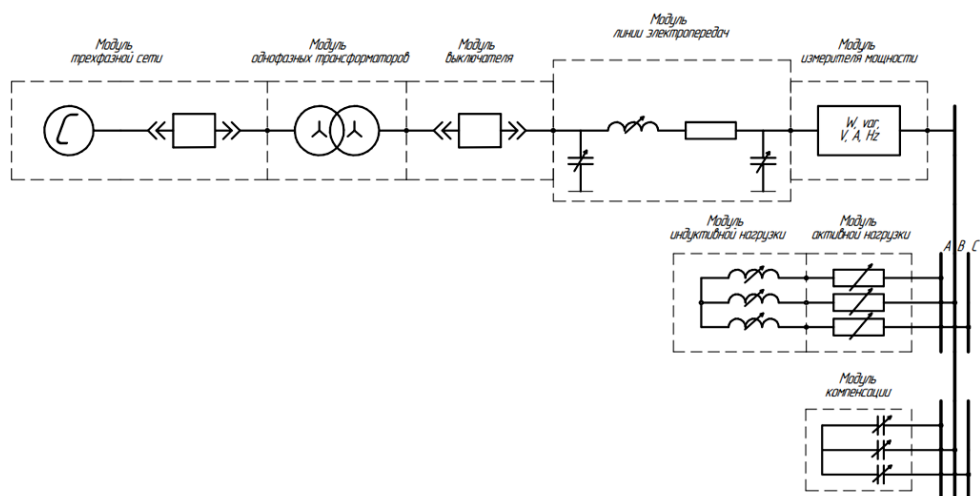 Модуль
трехфазной сети
Модуль
однофазных трансформаторов
Модуль
выключателя
Модуль
линии электропередач
Модуль
измерителя мощности
W, var,
V, A, Hz
Модуль
индуктивной нагрузки
Модуль
активной нагрузки
A B C
Модуль
компенсации